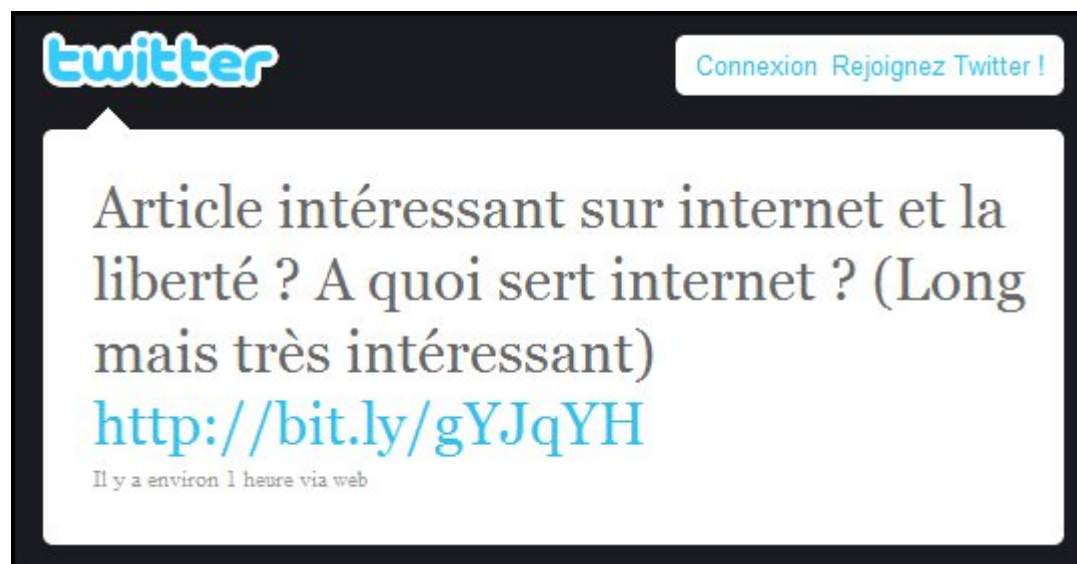 twitter
Connexion Rejoignez Twitter !
Article intéressant sur internet et la
liberté ? A quoi sert internet ? (Long
mais très intéressant)
http://bit.ly/gYJqYH
Il y a environ 1 heure via web